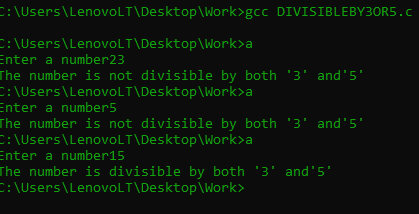 C:\Users\LenovoLT\Desktop\Work>gcc DIVISIBLEBY3OR5.c
C:\Users\LenovoLT\Desktop\Work>a
Enter a number23
The number is not divisible by both '3' and'5'
C:\Users\LenovoLT\Desktop\Work>a
Enter a number5
The number is not divisible by both '3' and'5'
C:\Users\LenovoLT\Desktop\Work>a
Enter a number15
The number is divisible by both '3' and'5'
C:\Users\LenovoLT\Desktop\Work>